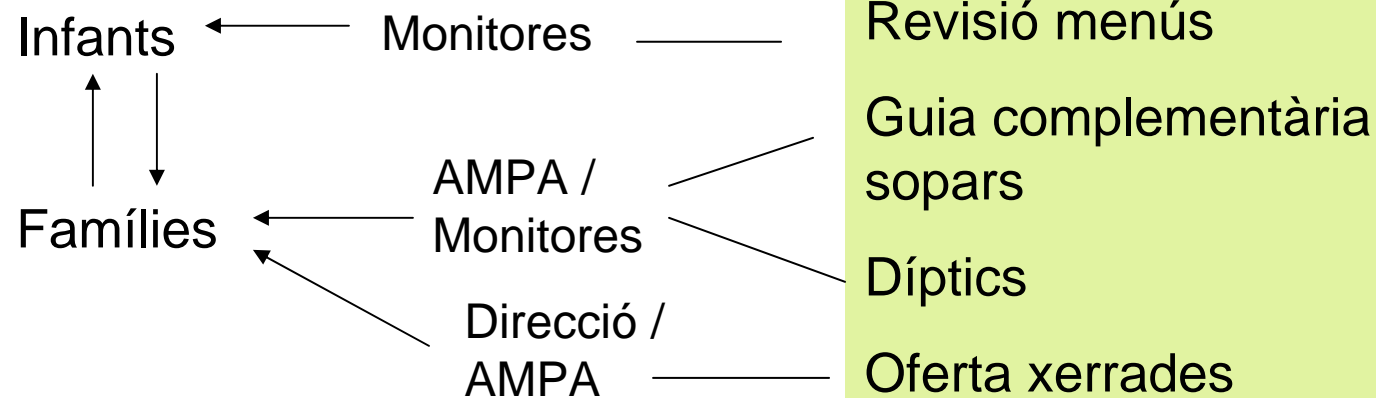 Infants
Monitores
Revisió menús
Guia complementària
sopars
AMPA /
Monitores
Famílies
Díptics
Direcció /
AMPA
Oferta xerrades